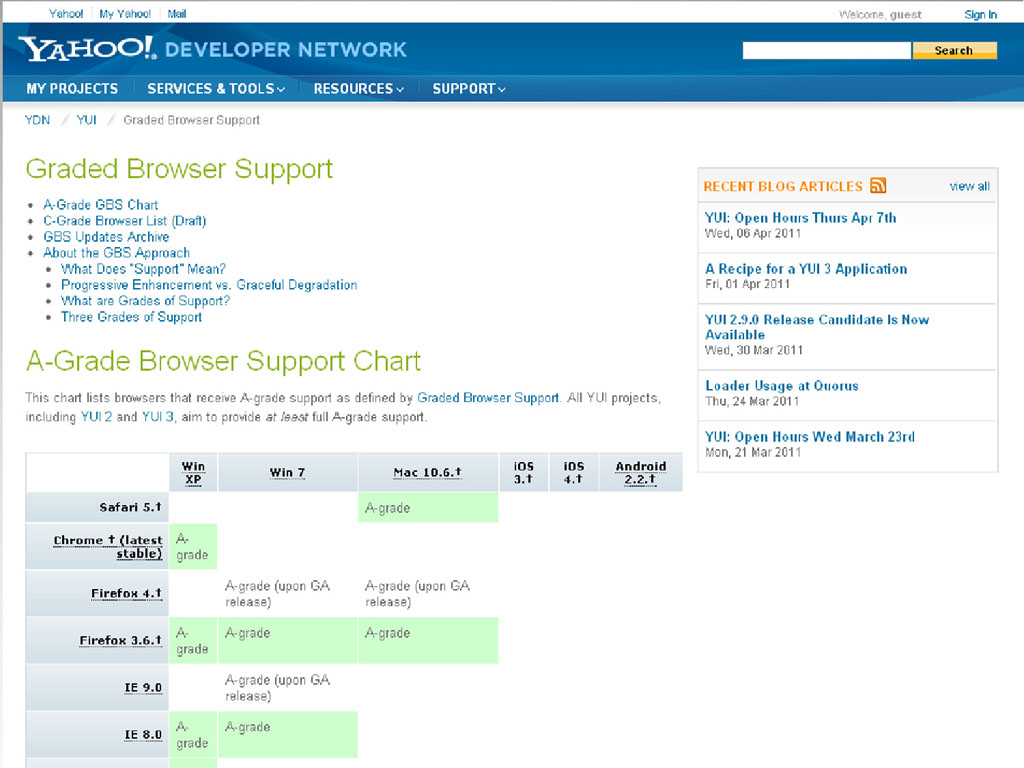 Yahoo! My Yahoo! Mail Welcome, guest Sign In
YAHOO! DEVELOPER NETWORK
Search
MY PROJECTS SERVICES & TOOLS RESOURCES SUPPORT
YDN / YUI / Graded Browser Support
Graded Browser Support
A-Grade GBS Chart
C-Grade Browser List (Draft)
GBS Updates Archive
About the GBS Approach
What Does "Support" Mean?
Progressive Enhancement vs. Graceful Degradation
What are Grades of Support?
Three Grades of Support
A-Grade Browser Support Chart
This chart lists browsers that receive A-grade support as defined by Graded Browser Support. All YUI projects,
including YUI 2 and YUI 3, aim to provide at least full A-grade support.
Win
XP
Win 7
Mac 10.6.†
iOS
3.†
iOS
4.†
Android
2.2.†
Safari 5.†
A-grade
Chrome † (latest
stable)
A-
grade
Firefox 4.†
A-grade (upon GA
release)
A-grade (upon GA
release)
Firefox 3.6.†
A-
grade
A-grade
A-grade
IE 9.0
A-grade (upon GA
release)
IE 8.0
A-
grade
A-grade
RECENT BLOG ARTICLES view all
YUI: Open Hours Thurs Apr 7th
Wed, 06 Apr 2011
A Recipe for a YUI 3 Application
Fri, 01 Apr 2011
YUI 2.9.0 Release Candidate Is Now
Available
Wed, 30 Mar 2011
Loader Usage at Quorus
Thu, 24 Mar 2011
YUI: Open Hours Wed March 23rd
Mon, 21 Mar 2011